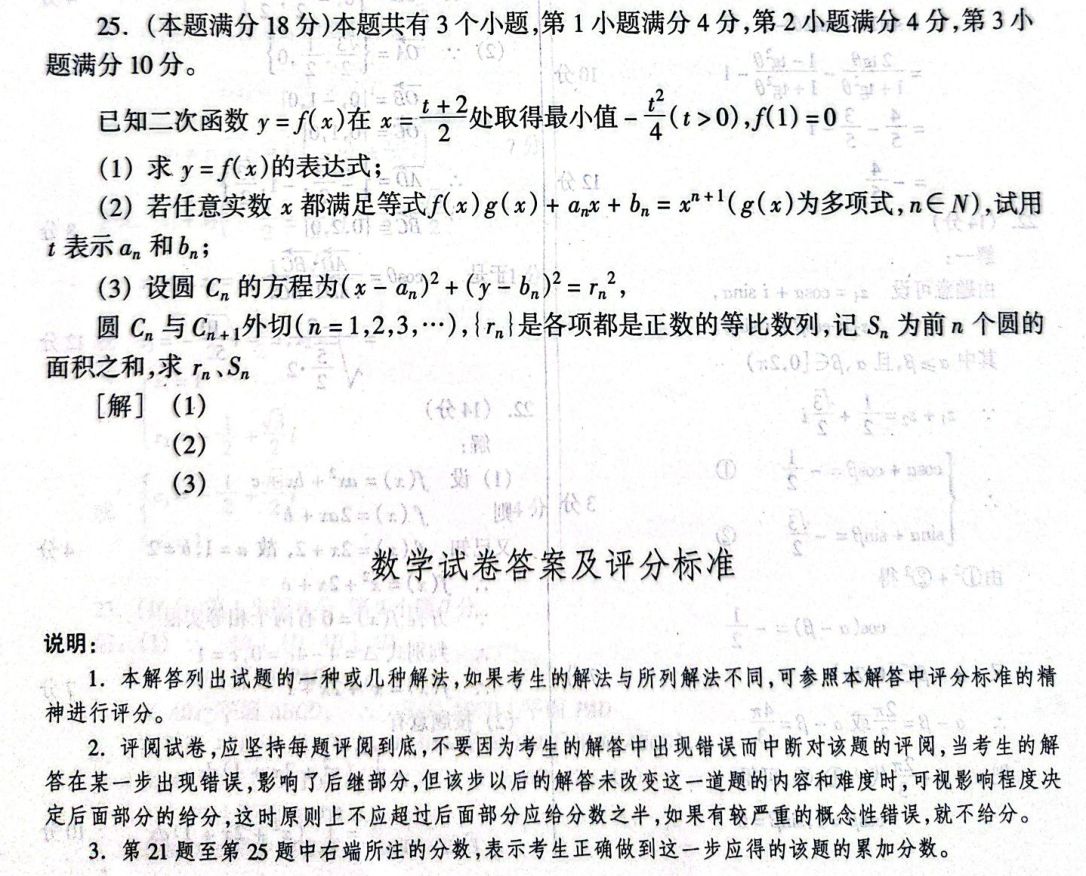 25. (本题满分 18 分)本题共有 3 个小题,第 1 小题满分 4 分,第 2 小题满分 4 分,第 3 小
题满分 10 分。
已知二次函数 y = f(x)在 x = (t+2)/2 处取得最小值 - t²/4 (t>0), f(1) = 0
(1) 求 y = f(x)的表达式;
(2) 若任意实数 x 都满足等式 f(x)g(x) + aₙx + bₙ = xⁿ⁺¹(g(x)为多项式, n∈N),试用
t 表示 aₙ 和 bₙ;
(3) 设圆 Cₙ 的方程为(x - aₙ)² + (y - bₙ)² = rₙ²,
圆 Cₙ 与 Cₙ₊₁外切(n = 1,2,3,…),{rₙ}是各项都是正数的等比数列,记 Sₙ 为前 n 个圆的
面积之和,求 rₙ、Sₙ
[解] (1)
(2)
(3)
数学试卷答案及评分标准
说明:
1. 本解答列出试题的一种或几种解法,如果考生的解法与所列解法不同,可参照本解答中评分标准的精
神进行评分。
2. 评阅试卷,应坚持每题评阅到底,不要因为考生的解答中出现错误而中断对该题的评阅,当考生的解
答在某一步出现错误,影响了后继部分,但该步以后的解答未改变这一道题的内容和难度时,可视影响程度决
定后面部分的给分,这时原则上不应超过后面部分应给分数之半,如果有较严重的概念性错误,就不给分。
3. 第 21 题至第 25 题中右端所注的分数,表示考生正确做到这一步应得的该题的累加分数。